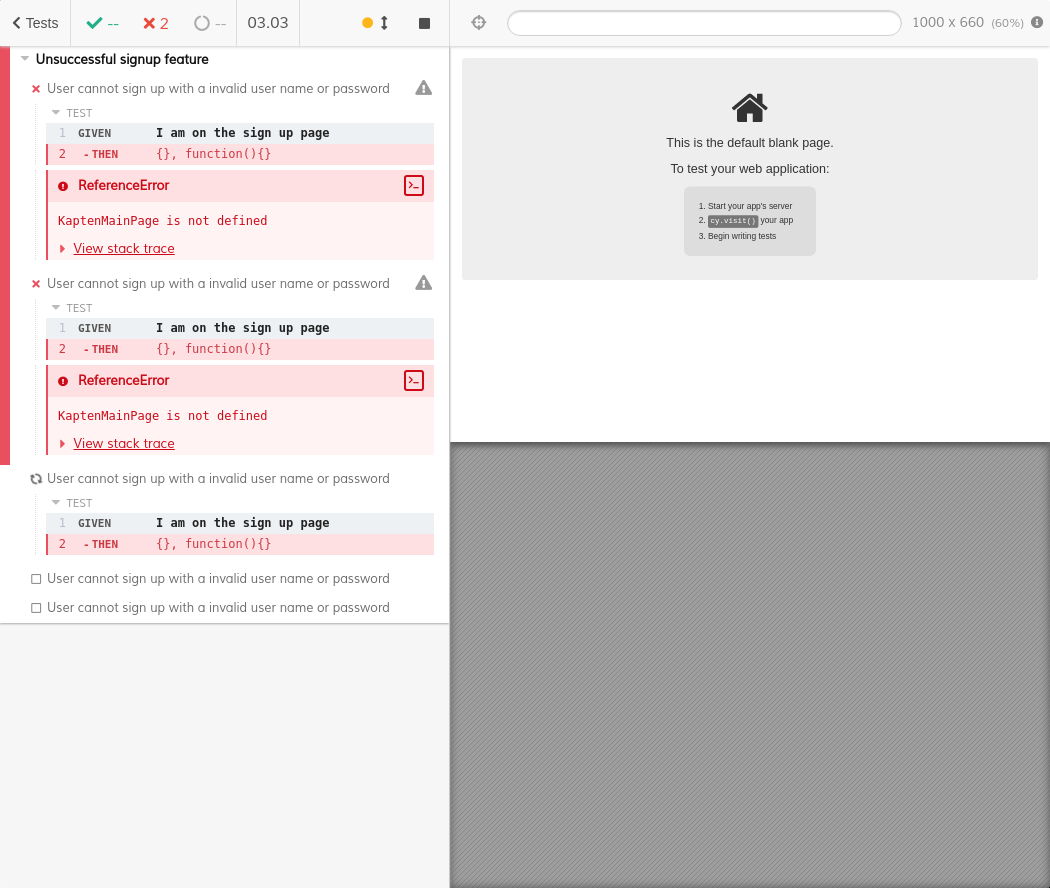 Tests
--
2
--
03.03
1000 x 660 (60%)
Unsuccessful signup feature
User cannot sign up with a invalid user name or password
TEST
1 GIVEN I am on the sign up page
2 - THEN {}, function(){}
ReferenceError
KaptenMainPage is not defined
View stack trace
User cannot sign up with a invalid user name or password
TEST
1 GIVEN I am on the sign up page
2 - THEN {}, function(){}
ReferenceError
KaptenMainPage is not defined
View stack trace
User cannot sign up with a invalid user name or password
TEST
1 GIVEN I am on the sign up page
2 - THEN {}, function(){}
User cannot sign up with a invalid user name or password
User cannot sign up with a invalid user name or password
This is the default blank page.
To test your web application:
1. Start your app's server
2. cy.visit() your app
3. Begin writing tests